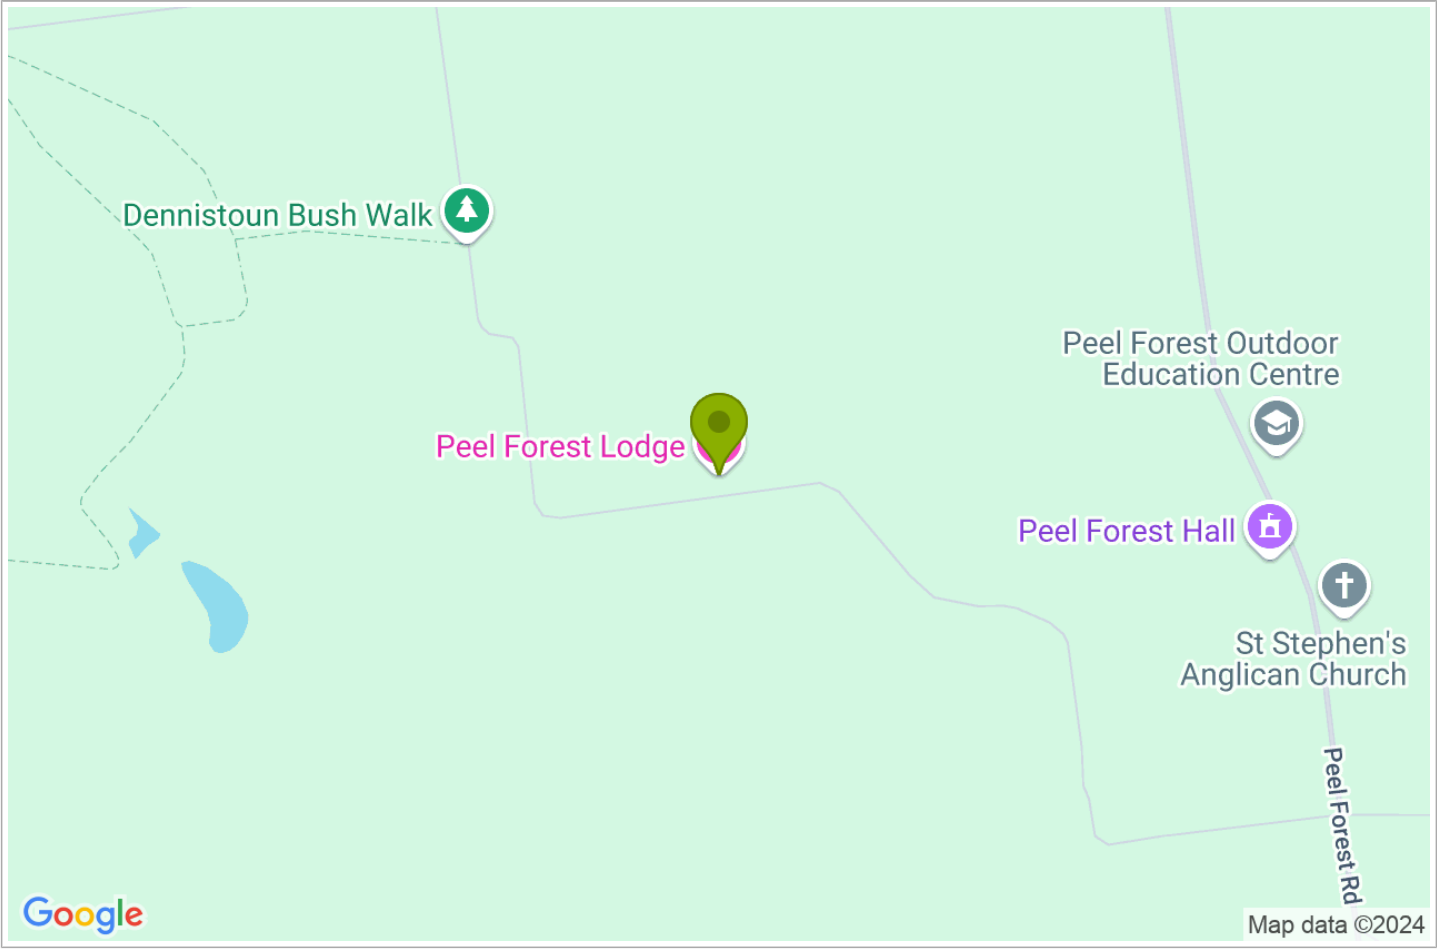 Dennistoun Bush Walk
Peel Forest Outdoor
Education Centre
Peel Forest Lodge
Peel Forest Hall
St Stephen's
Anglican Church
Peel Forest Rd
Google
Map data ©2024